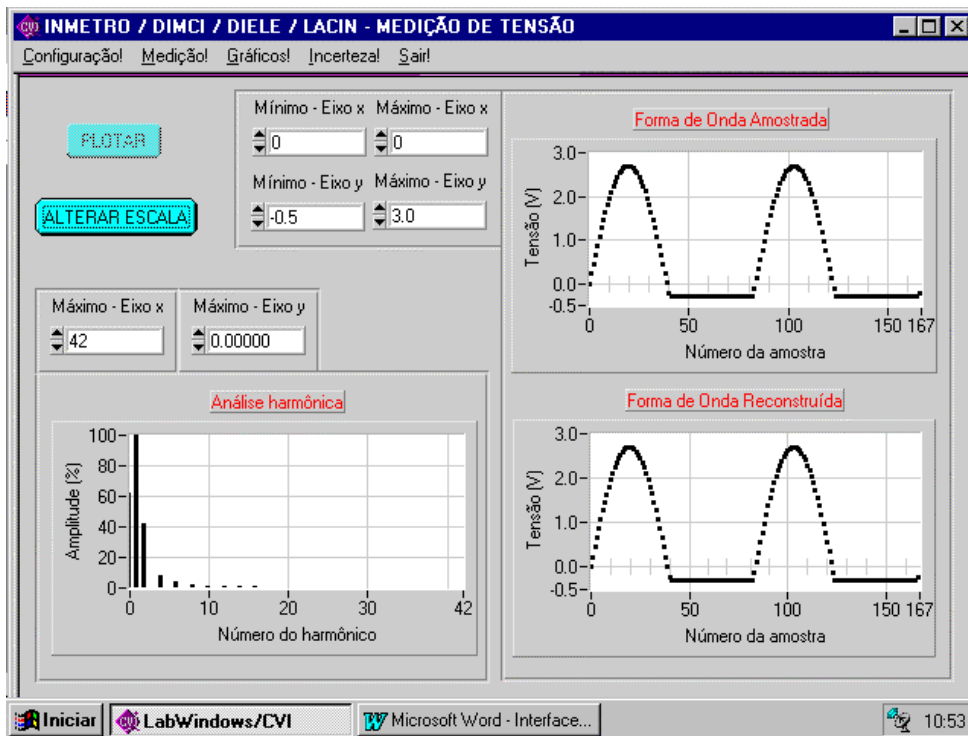 CVI INMETRO / DIMCI / DIELE / LACIN - MEDIÇÃO DE TENSÃO
Configuração! Medição! Gráficos! Incerteza! Sair!
PLOTAR
ALTERAR ESCALA
Mínimo - Eixo x Máximo - Eixo x
0 0
Mínimo - Eixo y Máximo - Eixo y
-0.5 3.0
Forma de Onda Amostrada
Tensão (V)
3.0
2.0
1.0
0.0
-0.5
0 50 100 150 167
Número da amostra
Máximo - Eixo x Máximo - Eixo y
42 0.00000
Análise harmônica
Amplitude (%)
100
80
60
40
20
0
0 10 20 30 42
Número do harmônico
Forma de Onda Reconstruída
Tensão (V)
3.0
2.0
1.0
0.0
-0.5
0 50 100 150 167
Número da amostra
Iniciar CVI LabWindows/CVI W Microsoft Word - Interface... 10:53